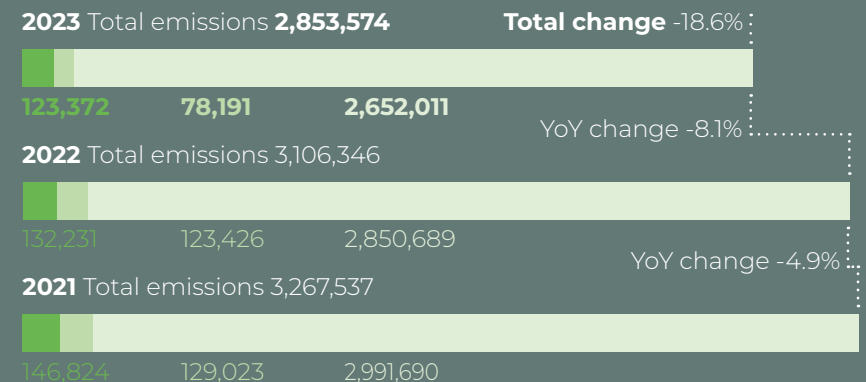 2023 Total emissions 2,853,574 Total change -18.6%
123,372 78,191 2,652,011
YoY change -8.1%
2022 Total emissions 3,106,346
132,231 123,426 2,850,689
YoY change -4.9%
2021 Total emissions 3,267,537
146,824 129,023 2,991,690